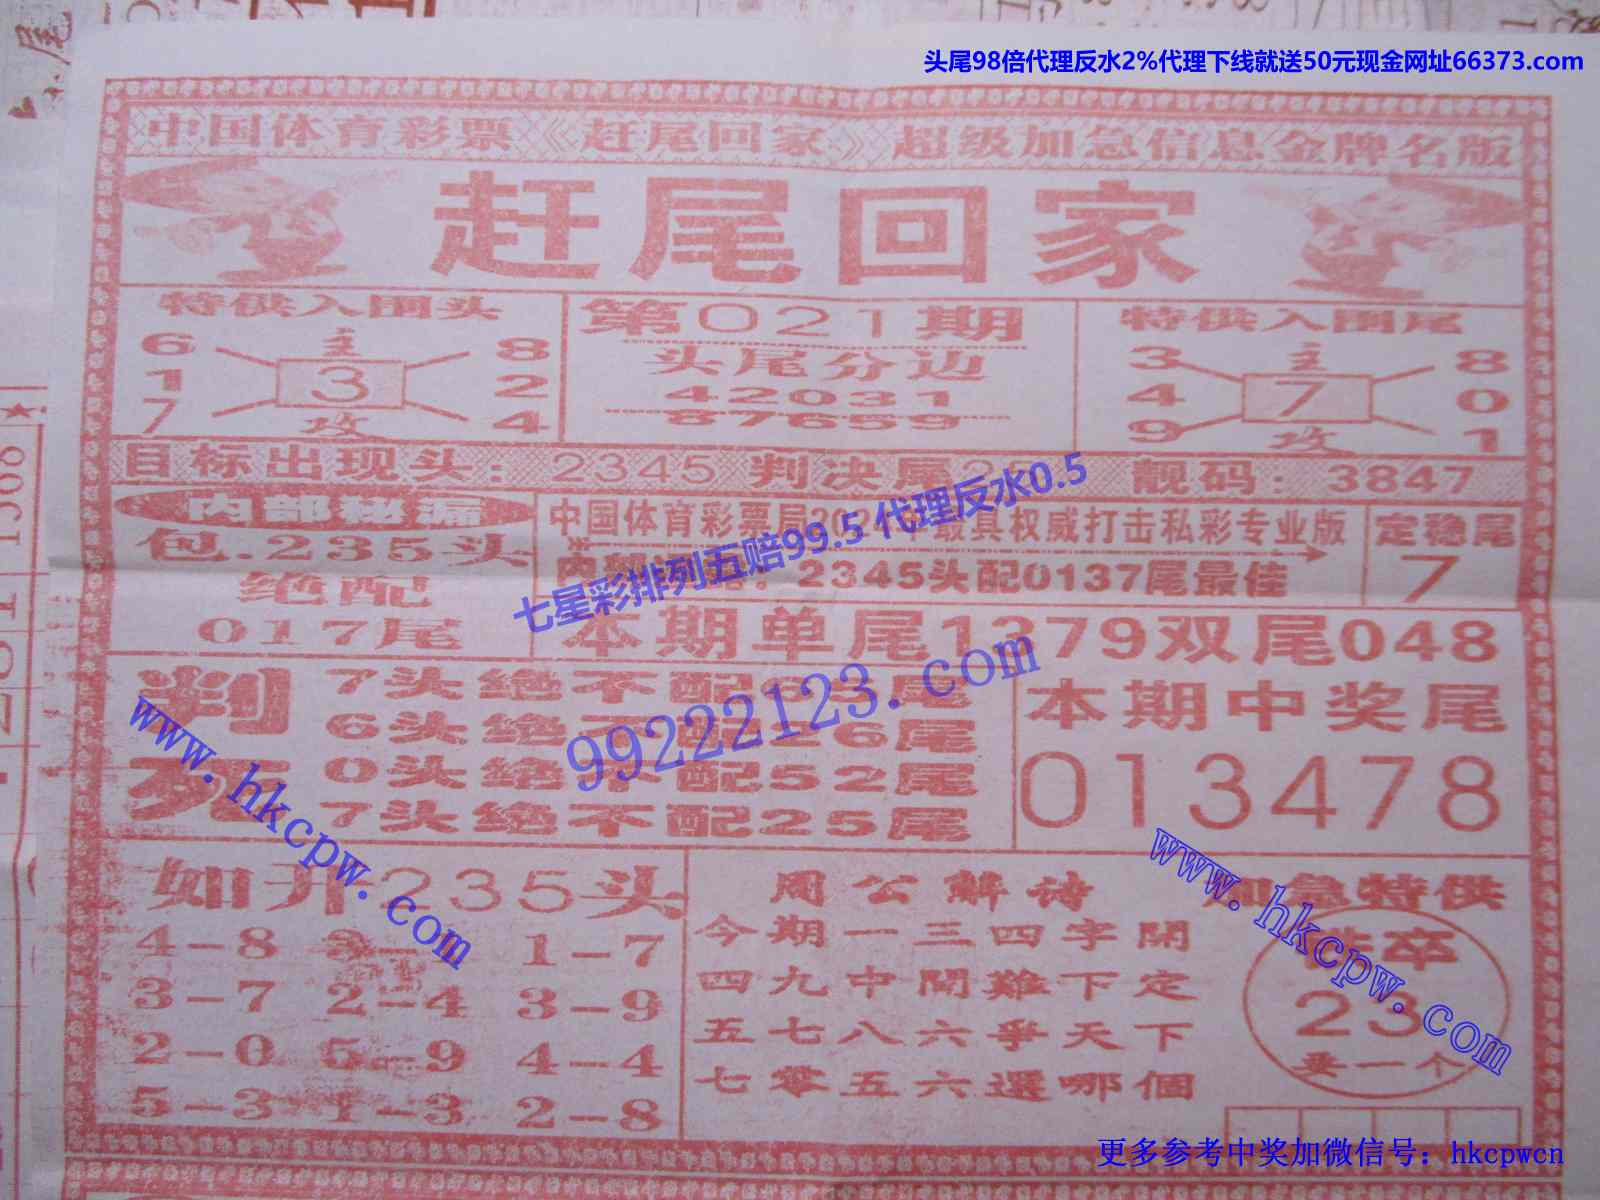 头尾98倍代理反水2%代理下线就送50元现金网址66373.com
中国体育彩票《赶尾回家》超级加急信息金牌名版
赶尾回家
特供入围头
6 主 8
1 3 2
7 攻 4
第021期
头尾分边
42031
87659
特供入围尾
3 主 8
4 7 0
9 攻 1
目标出现头：2345 判决尾 靓码：3847
内部秘漏
包.235头
绝配
017尾
中国体育彩票局202 最具权威打击私彩专业版
2345头配0137尾最佳
定稳尾
7
七星彩排列五赔99.5 代理反水0.5
本期单尾1379双尾048
判死
7头绝不配 尾
6头绝不配26尾
0头绝不配52尾
7头绝不配25尾
99222123.com
本期中奖尾
013478
www.hkcpw.com
如开235头
4-8 1-7
3-7 2-4 3-9
2-0 5-9 4-4
5-3 1-3 2-8
周公解诗
今期一三四字開
四九中間難下定
五七八六爭天下
七零五六選哪個
加急特供
卒
23
要一个
www.hkcpw.com
更多参考中奖加微信号：hkcpwcn